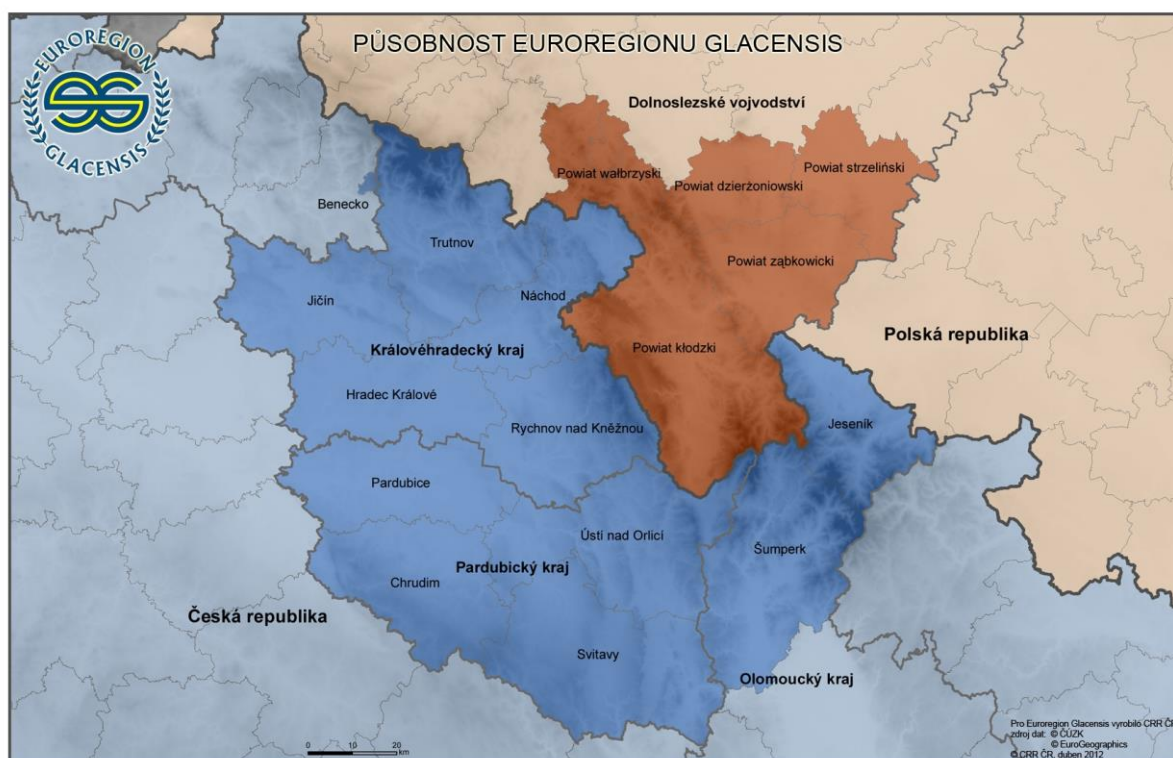 EUROREGION
GLACENSIS
PŮSOBNOST EUROREGIONU GLACENSIS
Dolnoslezské vojvodství
Powiat wałbrzyski
Powiat dzierżoniowski
Powiat strzeliński
Benecko
Trutnov
Powiat ząbkowicki
Jičín
Náchod
Královéhradecký kraj
Powiat kłodzki
Polská republika
Hradec Králové
Rychnov nad Kněžnou
Jeseník
Pardubice
Ústí nad Orlicí
Šumperk
Pardubický kraj
Chrudim
Česká republika
Svitavy
Olomoucký kraj
0 10 20
km
Pro Euroregion Glacensis vyrobilo CRR ČR
zdroj dat: © ČÚZK
© EuroGeographics
© CRR ČR, duben 2012